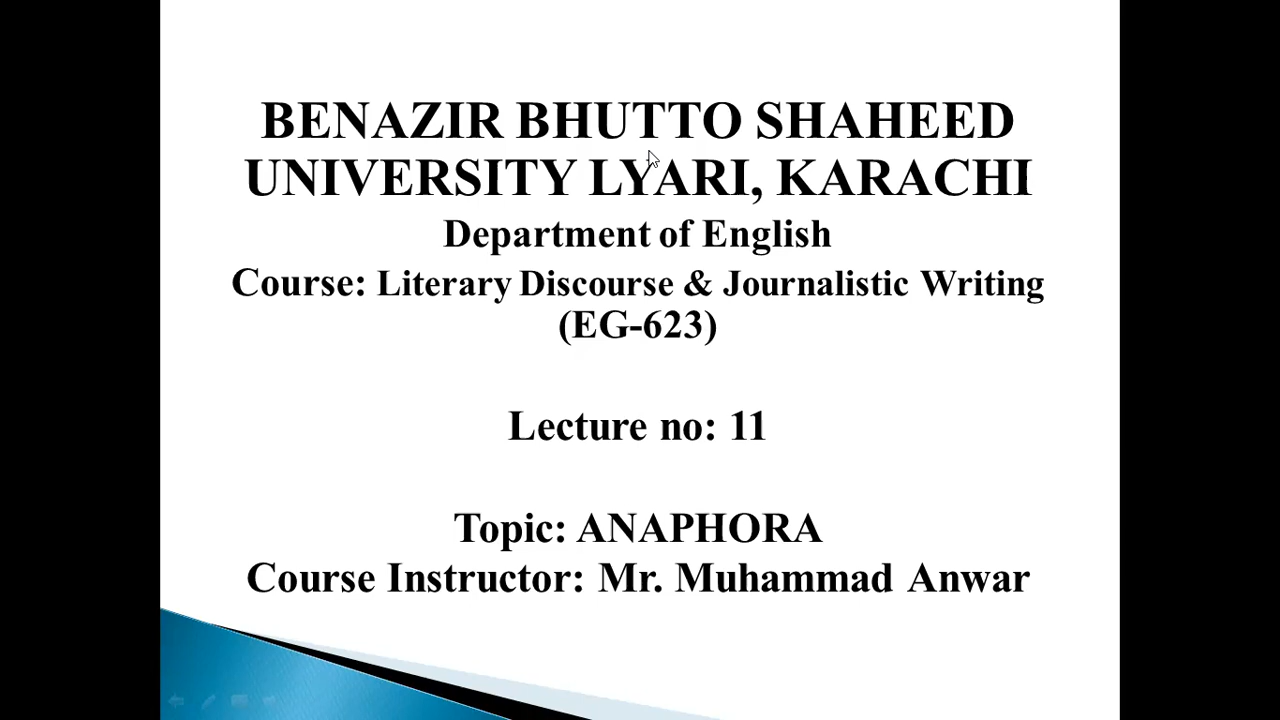 BENAZIR BHUTTO SHAHEED
UNIVERSITY LYARI, KARACHI
Department of English
Course: Literary Discourse & Journalistic Writing
(EG-623)
Lecture no: 11
Topic: ANAPHORA
Course Instructor: Mr. Muhammad Anwar